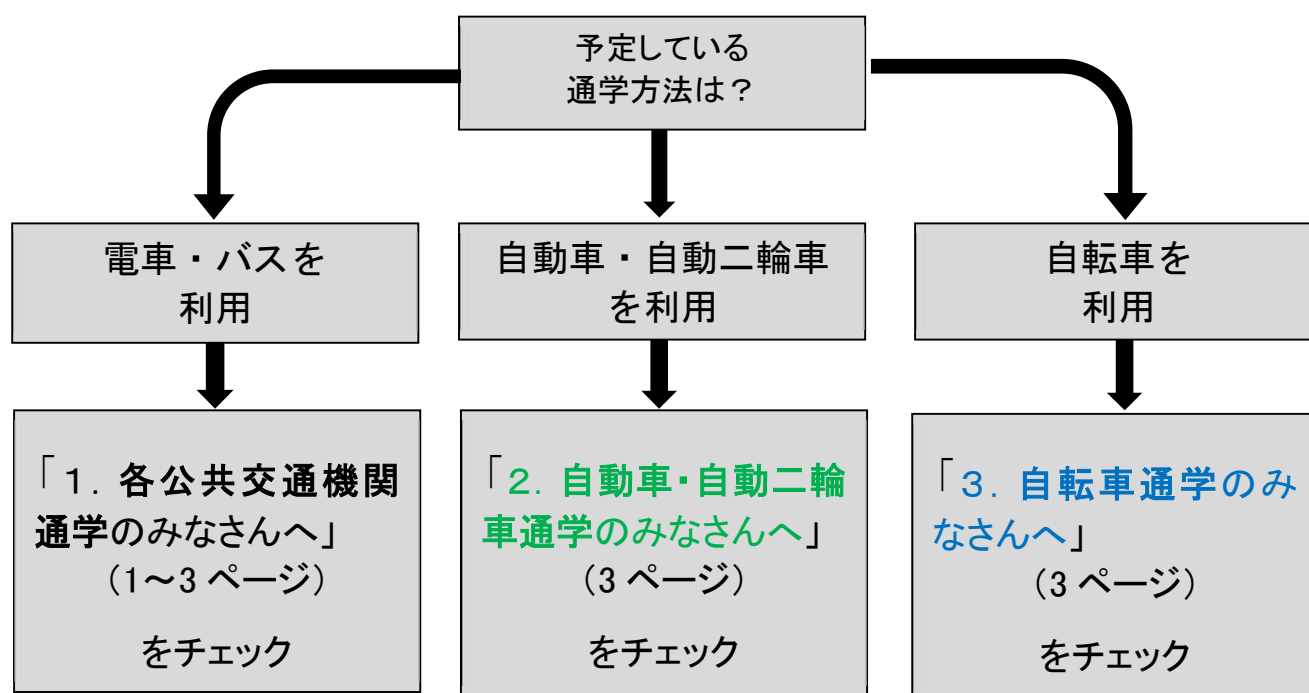 予定している
通学方法は？
電車・バスを
利用
自動車・自動二輪車
を利用
自転車を
利用
「１．各公共交通機関
通学のみなさんへ」
（1～3 ページ）
をチェック
「２．自動車・自動二輪
車通学のみなさんへ」
（3 ページ）
をチェック
「３．自転車通学のみ
なさんへ」
（3 ページ）
をチェック